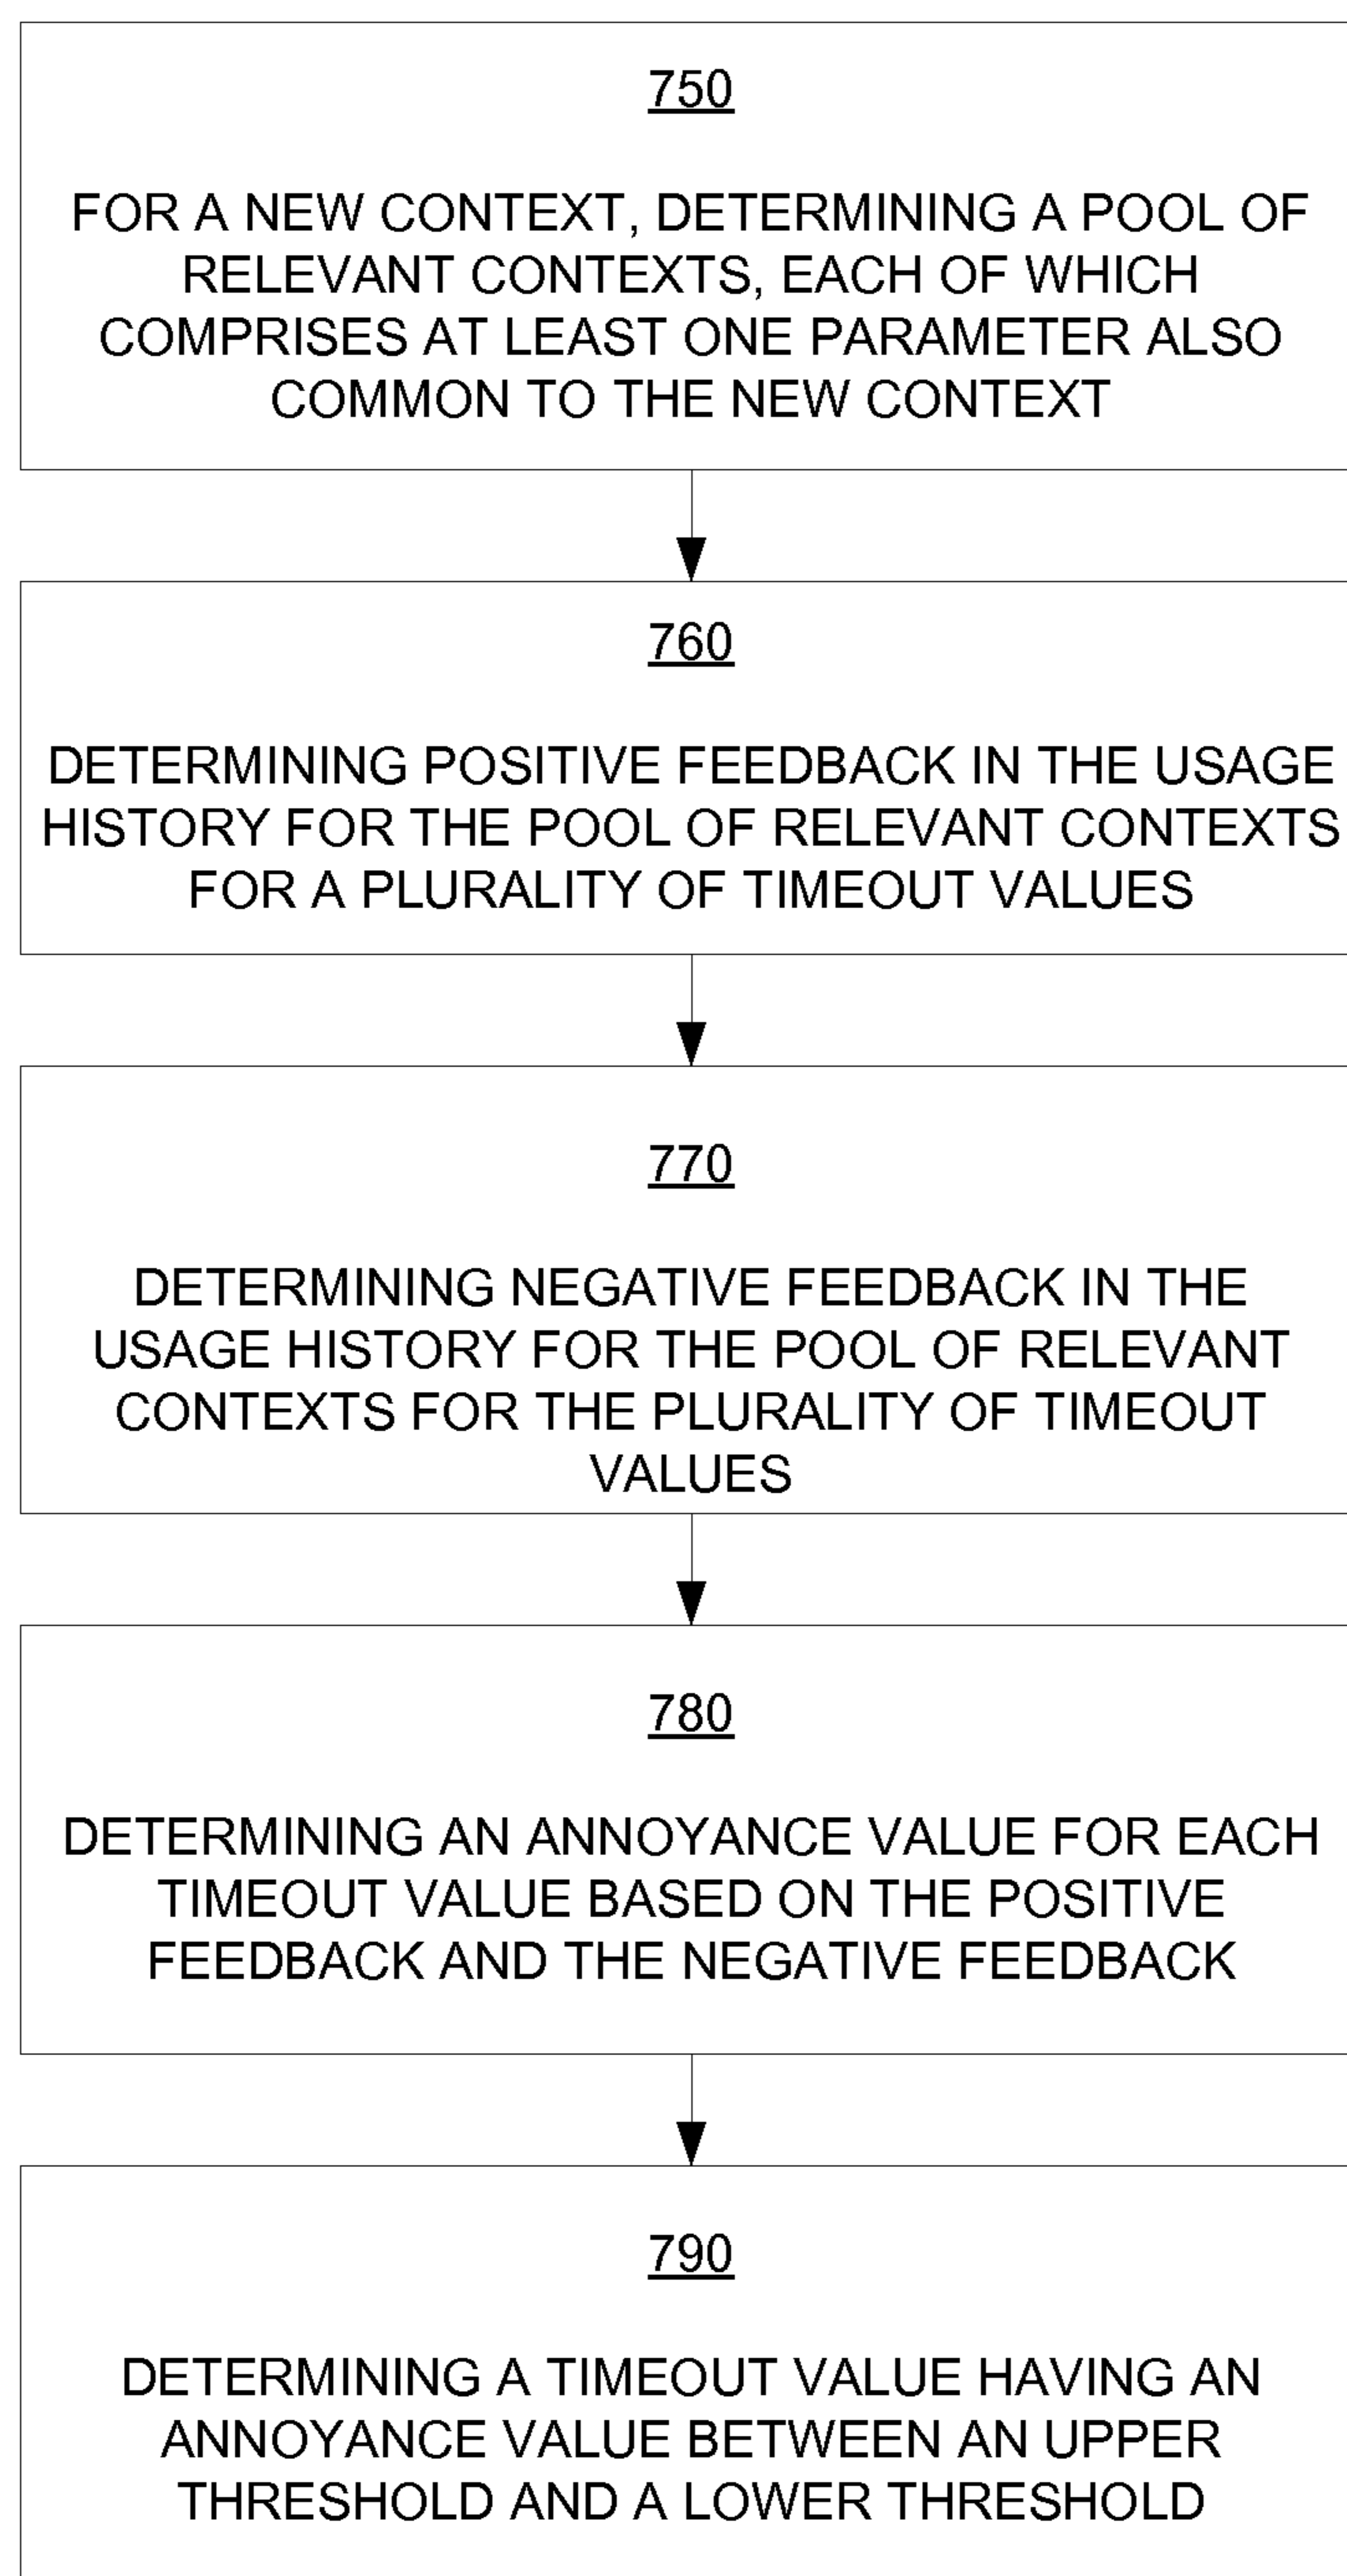 750
FOR A NEW CONTEXT, DETERMINING A POOL OF
RELEVANT CONTEXTS, EACH OF WHICH
COMPRISES AT LEAST ONE PARAMETER ALSO
COMMON TO THE NEW CONTEXT
760
DETERMINING POSITIVE FEEDBACK IN THE USAGE
HISTORY FOR THE POOL OF RELEVANT CONTEXTS
FOR A PLURALITY OF TIMEOUT VALUES
770
DETERMINING NEGATIVE FEEDBACK IN THE
USAGE HISTORY FOR THE POOL OF RELEVANT
CONTEXTS FOR THE PLURALITY OF TIMEOUT
VALUES
780
DETERMINING AN ANNOYANCE VALUE FOR EACH
TIMEOUT VALUE BASED ON THE POSITIVE
FEEDBACK AND THE NEGATIVE FEEDBACK
790
DETERMINING A TIMEOUT VALUE HAVING AN
ANNOYANCE VALUE BETWEEN AN UPPER
THRESHOLD AND A LOWER THRESHOLD